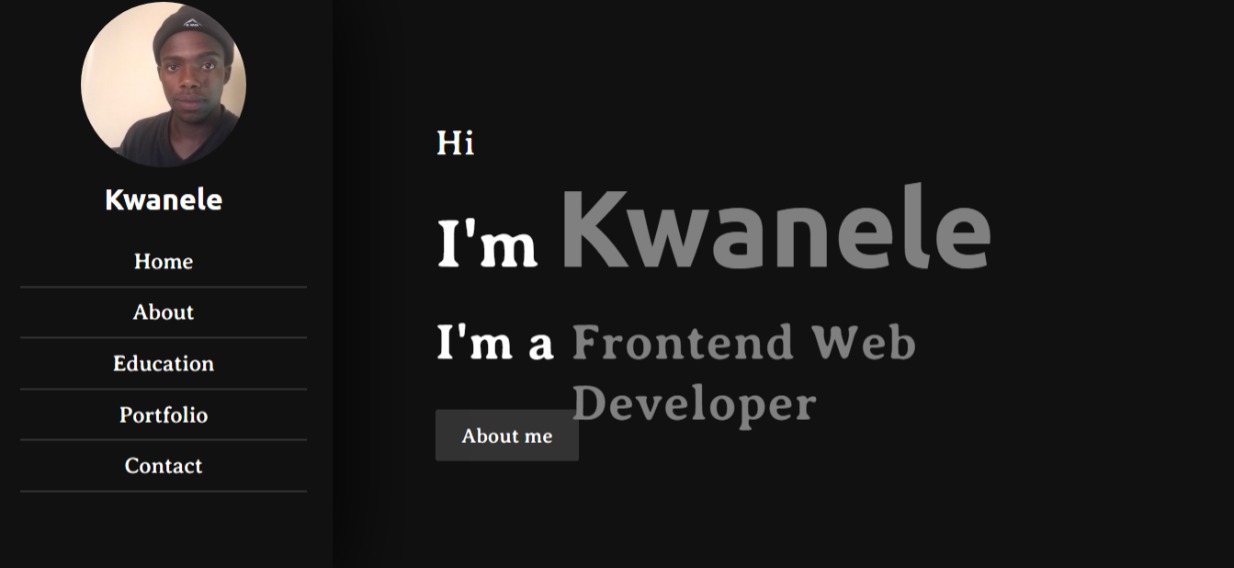 Kwanele
Home
About
Education
Portfolio
Contact
Hi
I'm Kwanele
I'm a Frontend Web
Developer
About me